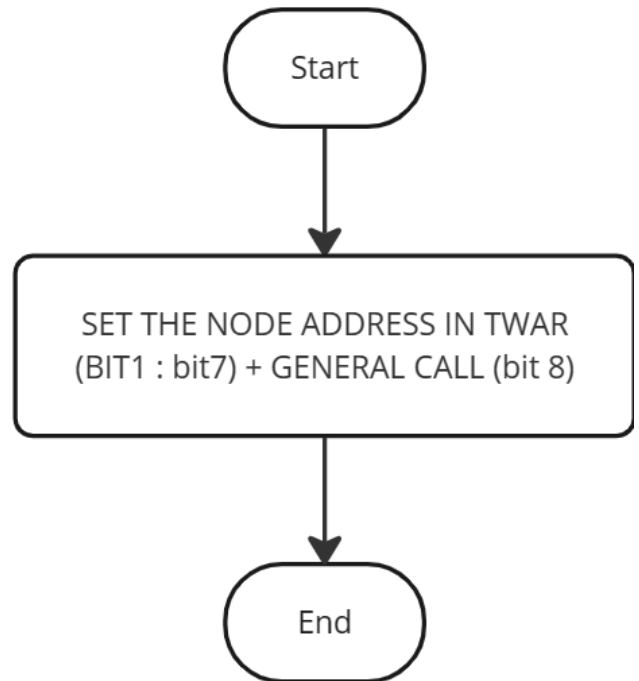 Start
SET THE NODE ADDRESS IN TWAR
(BIT1 : bit7) + GENERAL CALL (bit 8)
End